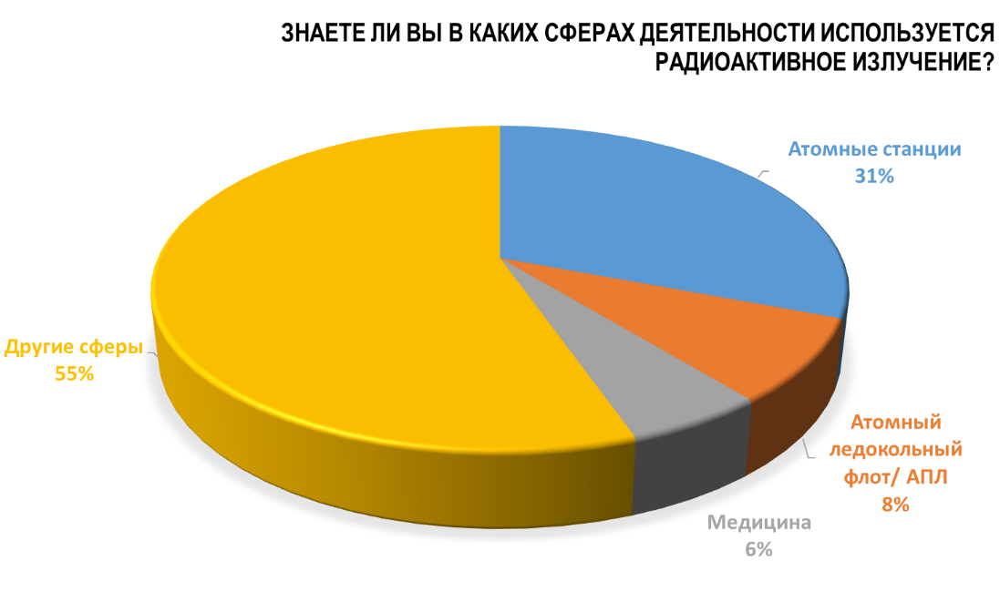 ЗНАЕТЕ ЛИ ВЫ В КАКИХ СФЕРАХ ДЕЯТЕЛЬНОСТИ ИСПОЛЬЗУЕТСЯ
РАДИОАКТИВНОЕ ИЗЛУЧЕНИЕ?
Атомные станции
31%
Другие сферы
55%
Атомный
ледокольный
флот/ АПЛ
8%
Медицина
6%